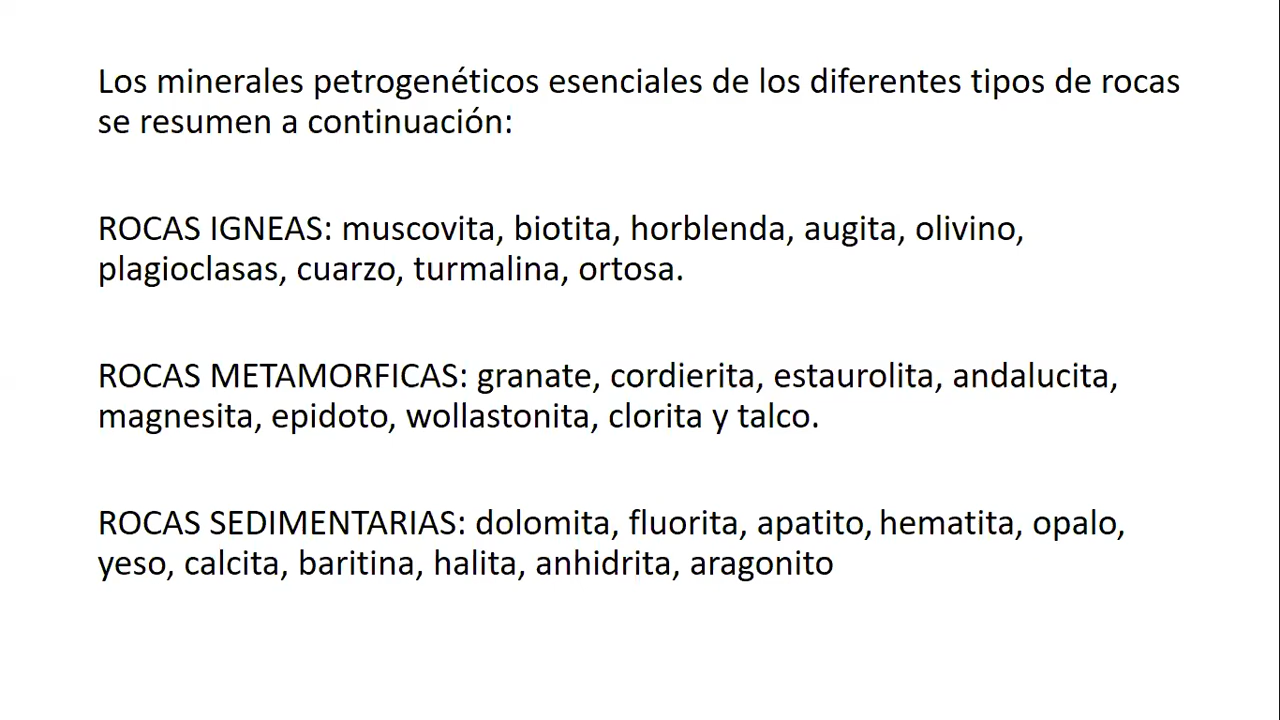 Los minerales petrogenéticos esenciales de los diferentes tipos de rocas
se resumen a continuación:
ROCAS IGNEAS: muscovita, biotita, horblenda, augita, olivino,
plagioclasas, cuarzo, turmalina, ortosa.
ROCAS METAMORFICAS: granate, cordierita, estaurolita, andalucita,
magnesita, epidoto, wollastonita, clorita y talco.
ROCAS SEDIMENTARIAS: dolomita, fluorita, apatito, hematita, opalo,
yeso, calcita, baritina, halita, anhidrita, aragonito